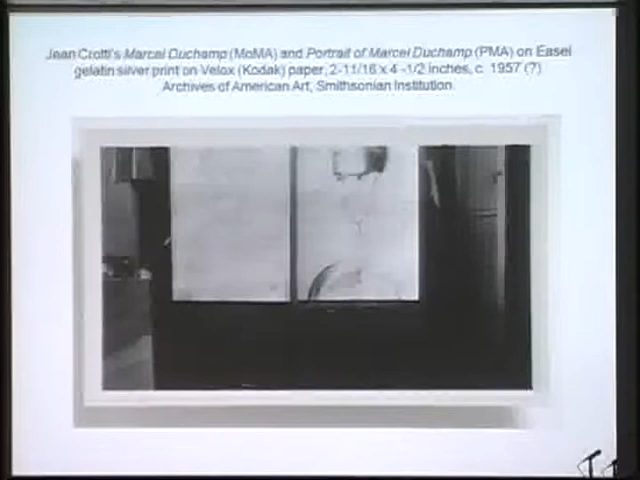 Jean Crotti's Marcel Duchamp (MoMA) and Portrait of Marcel Duchamp (PMA) on Easel
gelatin silver print on Velox (Kodak) paper, 2-11/16 x 4 -1/2 inches, c. 1957 (?)
Archives of American Art, Smithsonian Institution.